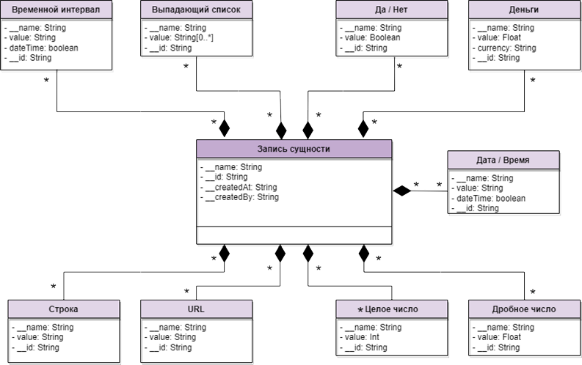 Временной интервал
- __name: String
- value: String
- dateTime: boolean
- __id: String
Выпадающий список
- __name: String
- value: String[0..*]
- __id: String
Да / Нет
- __name: String
- value: Boolean
- __id: String
Деньги
- __name: String
- value: Float
- currency: String
- __id: String
* * * *
* * * *
Запись сущности
- __name: String
- __id: String
- __createdAt: String
- __createdBy: String
* *
Дата / Время
- __name: String
- value: String
- dateTime: boolean
- __id: String
* * * *
* * * *
Строка
- __name: String
- value: String
- __id: String
URL
- __name: String
- value: String
- __id: String
Целое число
- __name: String
- value: Int
- __id: String
Дробное число
- __name: String
- value: Float
- __id: String